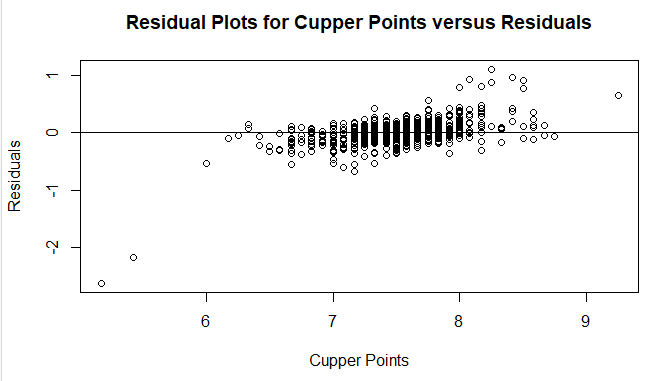 Residual Plots for Cupper Points versus Residuals
Residuals
1
0
-1
-2
6 7 8 9
Cupper Points